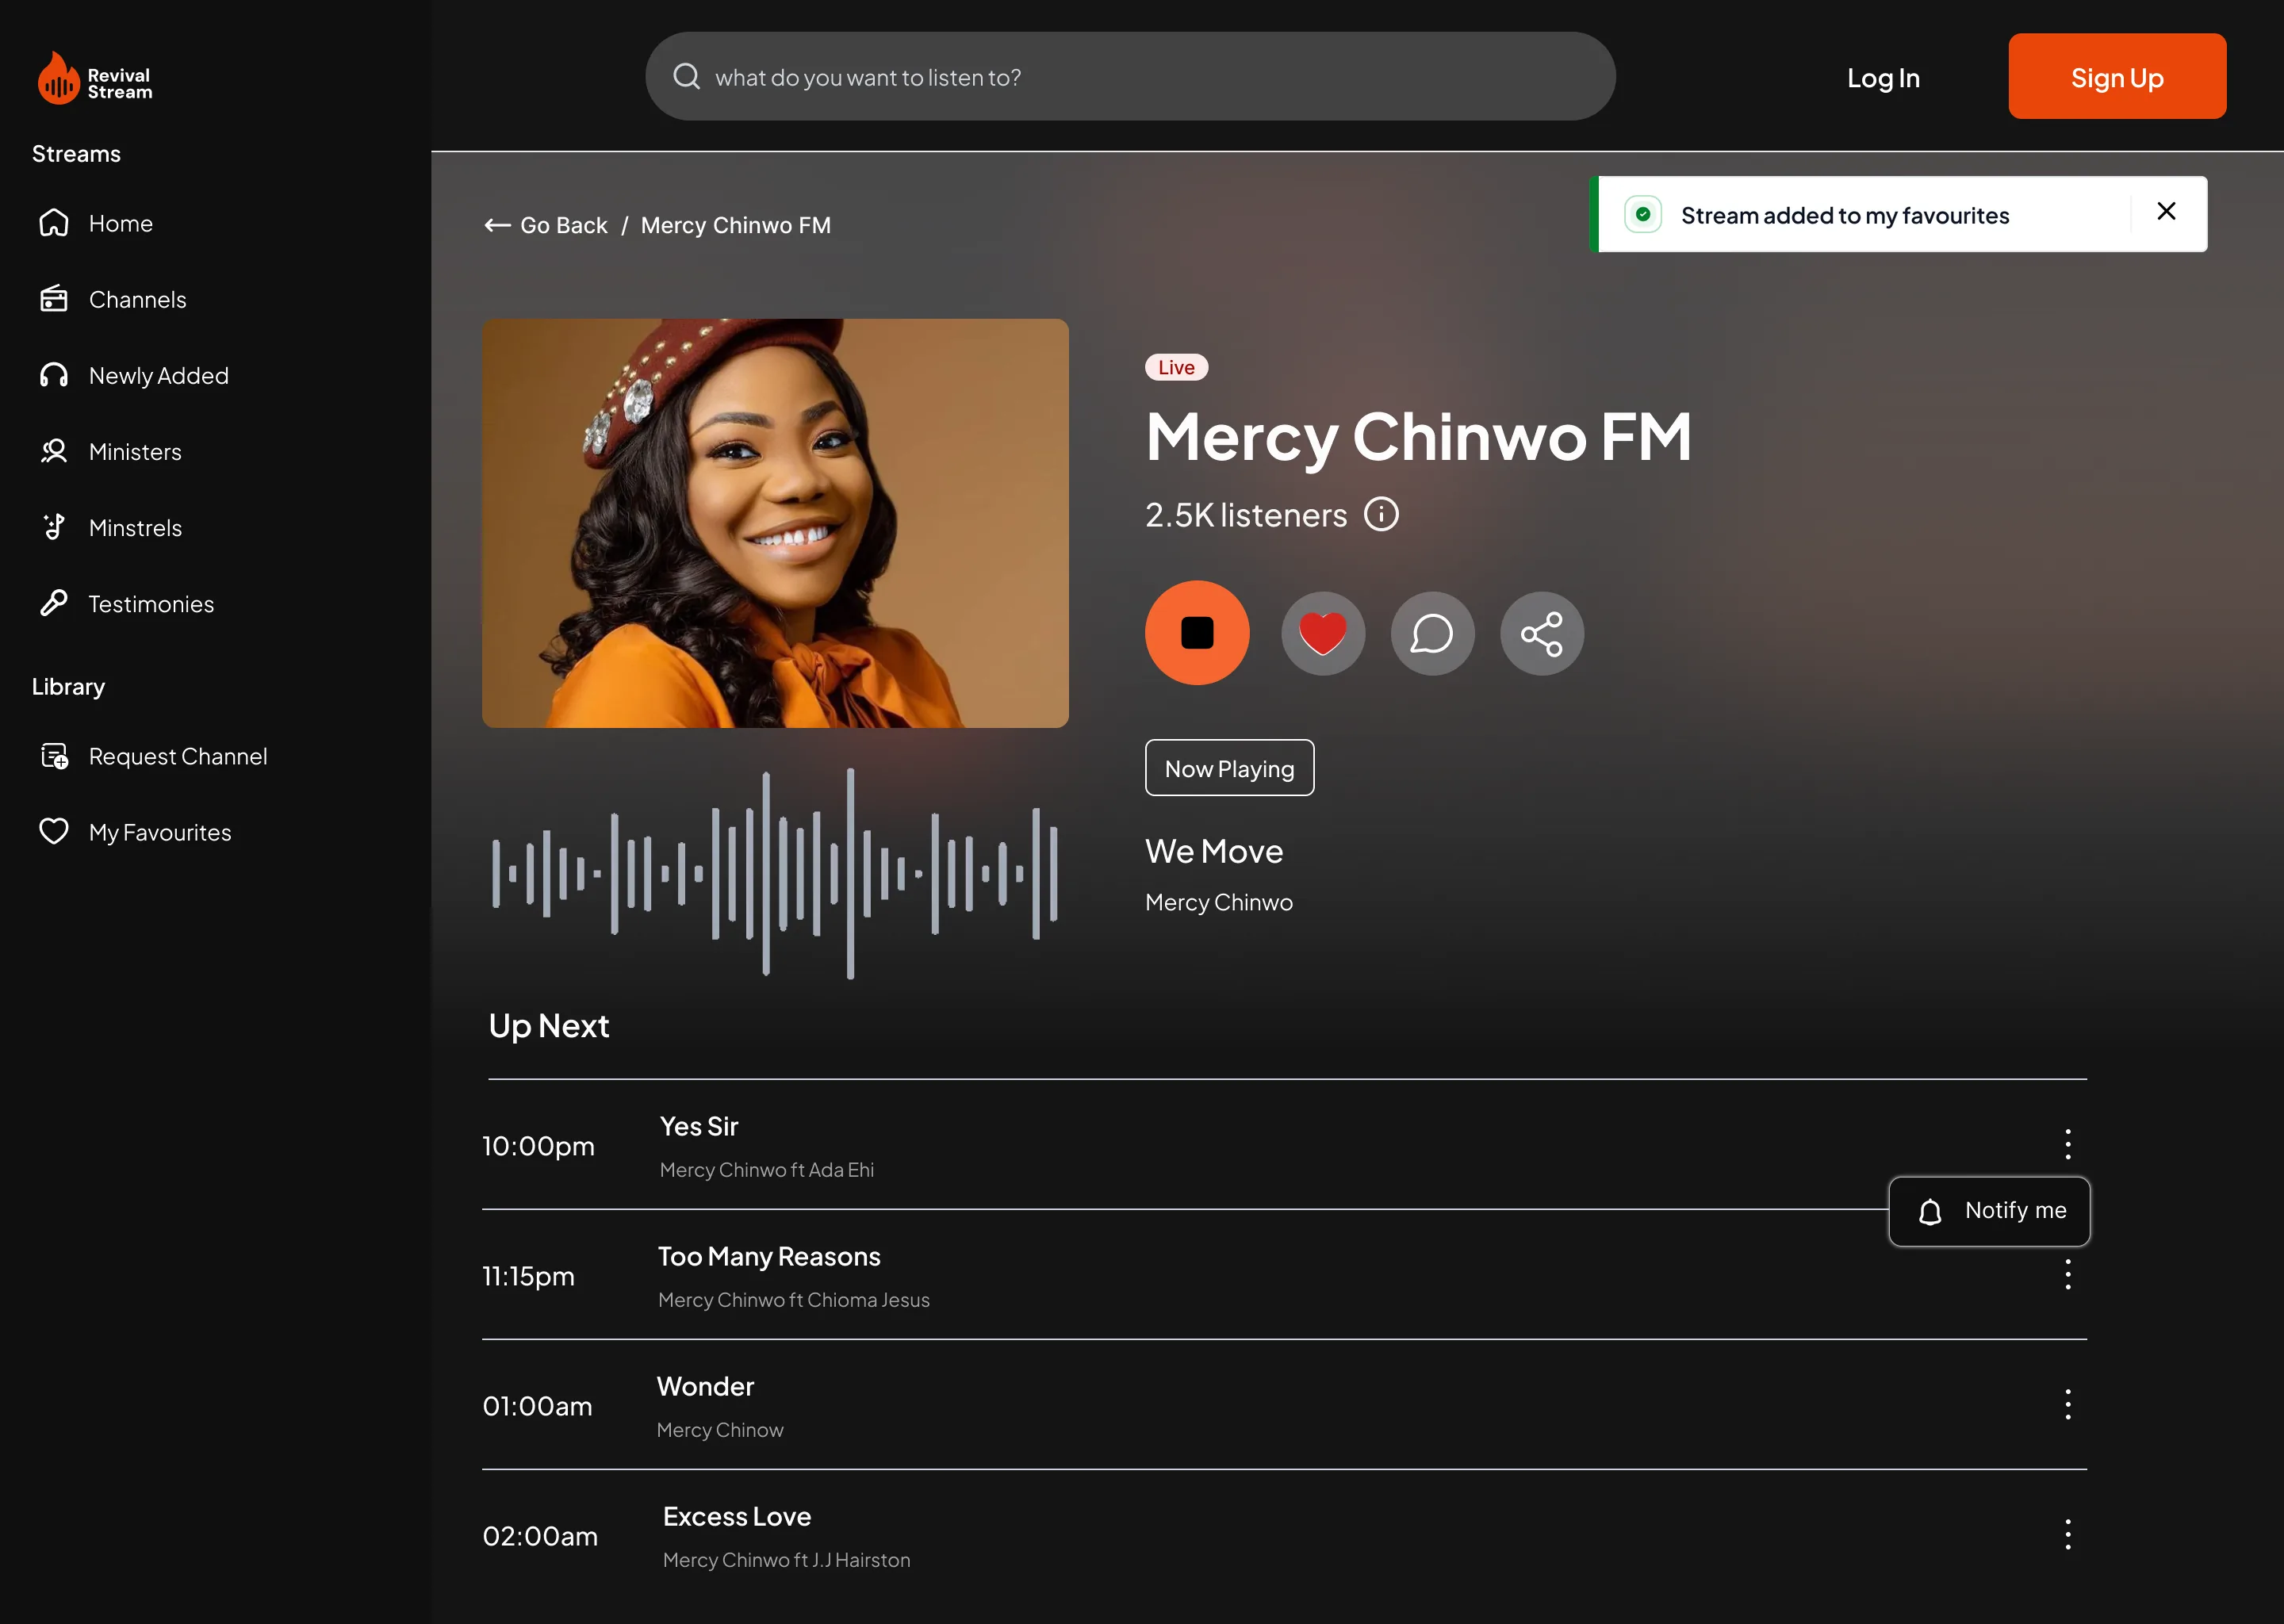 Revival
Stream
what do you want to listen to?
Log In
Sign Up
Streams
Home
Channels
Newly Added
Ministers
Minstrels
Testimonies
Library
Request Channel
My Favourites
Go Back / Mercy Chinwo FM
Stream added to my favourites
Live
Mercy Chinwo FM
2.5K listeners
Now Playing
We Move
Mercy Chinwo
Up Next
10:00pm
Yes Sir
Mercy Chinwo ft Ada Ehi
Notify me
11:15pm
Too Many Reasons
Mercy Chinwo ft Chioma Jesus
01:00am
Wonder
Mercy Chinow
02:00am
Excess Love
Mercy Chinwo ft J.J Hairston